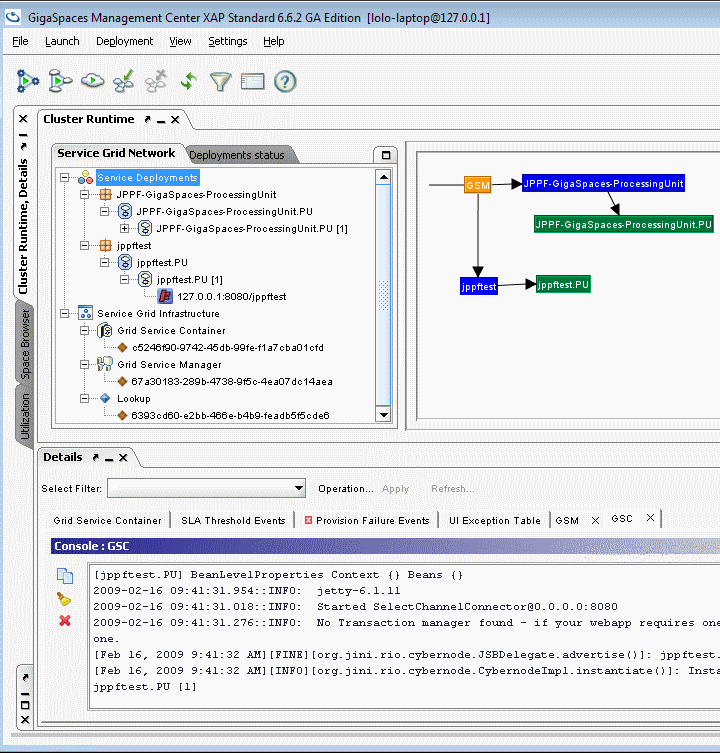 GigaSpaces Management Center XAP Standard 6.6.2 GA Edition [lolo-laptop@127.0.0.1]
File Launch Deployment View Settings Help
Cluster Runtime
Cluster Runtime, Details
Space Browser
Utilization
Service Grid Network Deployments status
Service Deployments
JPPF-GigaSpaces-ProcessingUnit
JPPF-GigaSpaces-ProcessingUnit.PU
JPPF-GigaSpaces-ProcessingUnit.PU [1]
jppftest
jppftest.PU
jppftest.PU [1]
127.0.0.1:8080/jppftest
Service Grid Infrastructure
Grid Service Container
c5246f90-9742-45db-99fe-f1a7cba01cfd
Grid Service Manager
67a30183-289b-4738-9f5c-4ea07dc14aea
Lookup
6393cd60-e2bb-466e-b4b9-feadb5f5cde6
GSM
JPPF-GigaSpaces-ProcessingUnit
JPPF-GigaSpaces-ProcessingUnit.PU
jppftest
jppftest.PU
Details
Select Filter: Operation... Apply Refresh...
Grid Service Container SLA Threshold Events Provision Failure Events UI Exception Table GSM GSC
Console : GSC
[jppftest.PU] BeanLevelProperties Context {} Beans {}
2009-02-16 09:41:31.954::INFO: jetty-6.1.11
2009-02-16 09:41:31.018::INFO: Started SelectChannelConnector@0.0.0.0:8080
2009-02-16 09:41:31.276::INFO: No Transaction manager found - if your webapp requires one
one.
[Feb 16, 2009 9:41:32 AM][FINE][org.jini.rio.cybernode.JSBDelegate.advertise()]: jppftest.
[Feb 16, 2009 9:41:32 AM][INFO][org.jini.rio.cybernode.CybernodeImpl.instantiate()]: Insta
jppftest.PU [1]